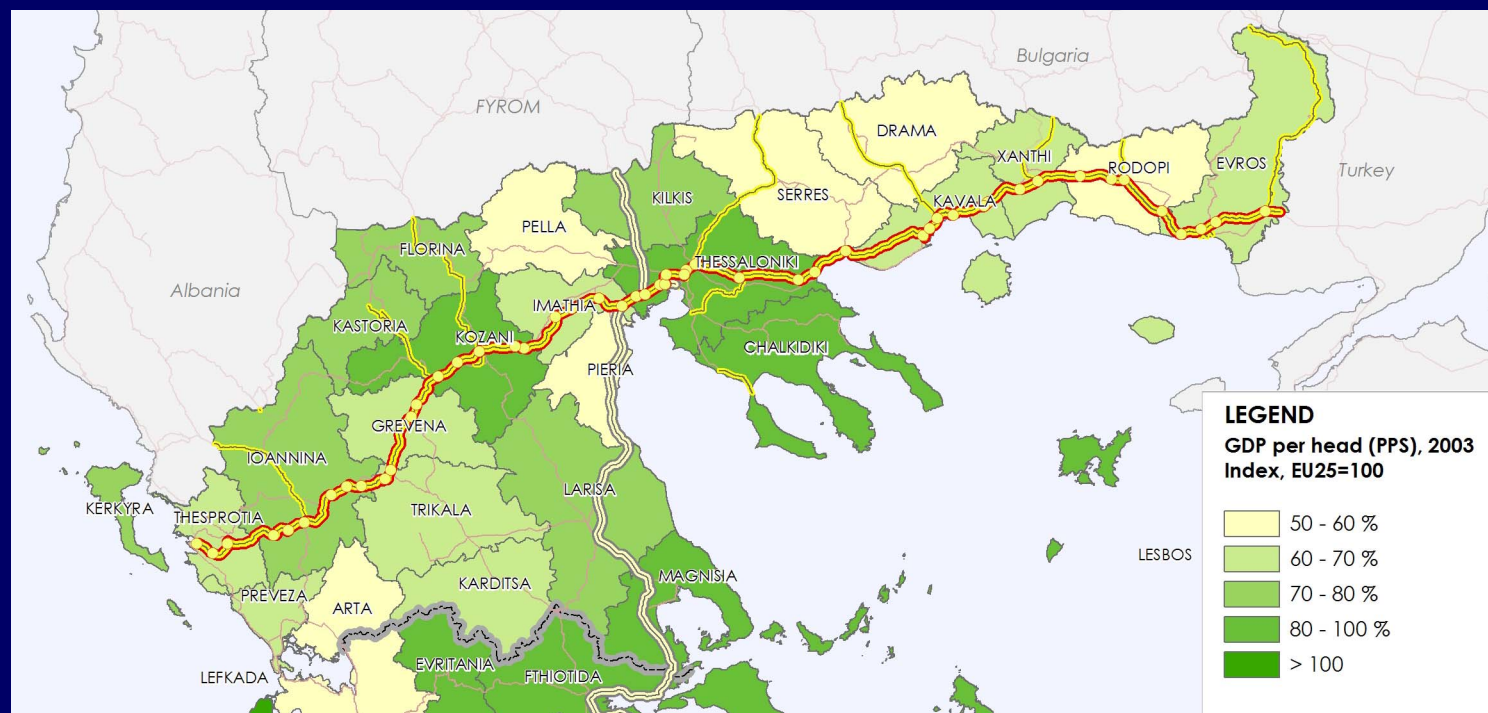 Bulgaria
FYROM
DRAMA
XANTHI
RODOPI
EVROS
Turkey
KILKIS
SERRES
KAVALA
PELLA
FLORINA
THESSALONIKI
Albania
IMATHIA
KASTORIA
KOZANI
CHALKIDIKI
PIERIA
GREVENA
IOANNINA
LARISA
KERKYRA
THESPROTIA
TRIKALA
LESBOS
MAGNISIA
KARDITSA
PREVEZA
ARTA
EVRITANIA
LEFKADA
FTHIOTIDA
LEGEND
GDP per head (PPS), 2003
Index, EU25=100
50 - 60 %
60 - 70 %
70 - 80 %
80 - 100 %
> 100